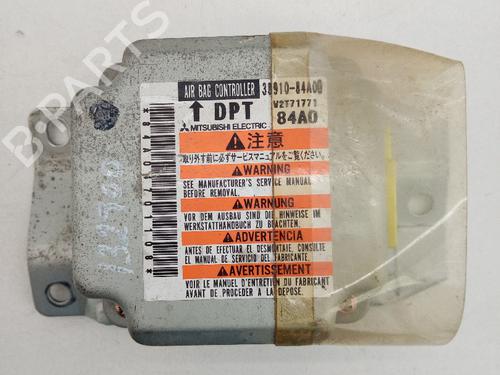 AIR BAG CONTROLLER 38910-84A00
W2T71771
↑ DPT 84A0
MITSUBISHI ELECTRIC
⚠注意
取り外す前に必ずサービスマニュアルをご覧ください。
⚠WARNING
SEE MANUFACTURER'S SERVICE MANUAL
BEFORE REMOVAL.
⚠WARNUNG
VOR DEM AUSBAU SIND DIE HINWEISE IM
WERKSTATTHANDBUCH ZU BEACHTEN.
⚠ADVERTENCIA
ANTES DE EFECTUAR EL DESMONTAJE, CONSULTE
EL MANUAL DE SERVICIO DEL FABRICANTE.
⚠AVERTISSEMENT
VOIR LE MANUEL D'ENTRETIEN DU FABRICANT
AVANT DE PROCEDER A LA DEPOSE.
B-PARTS